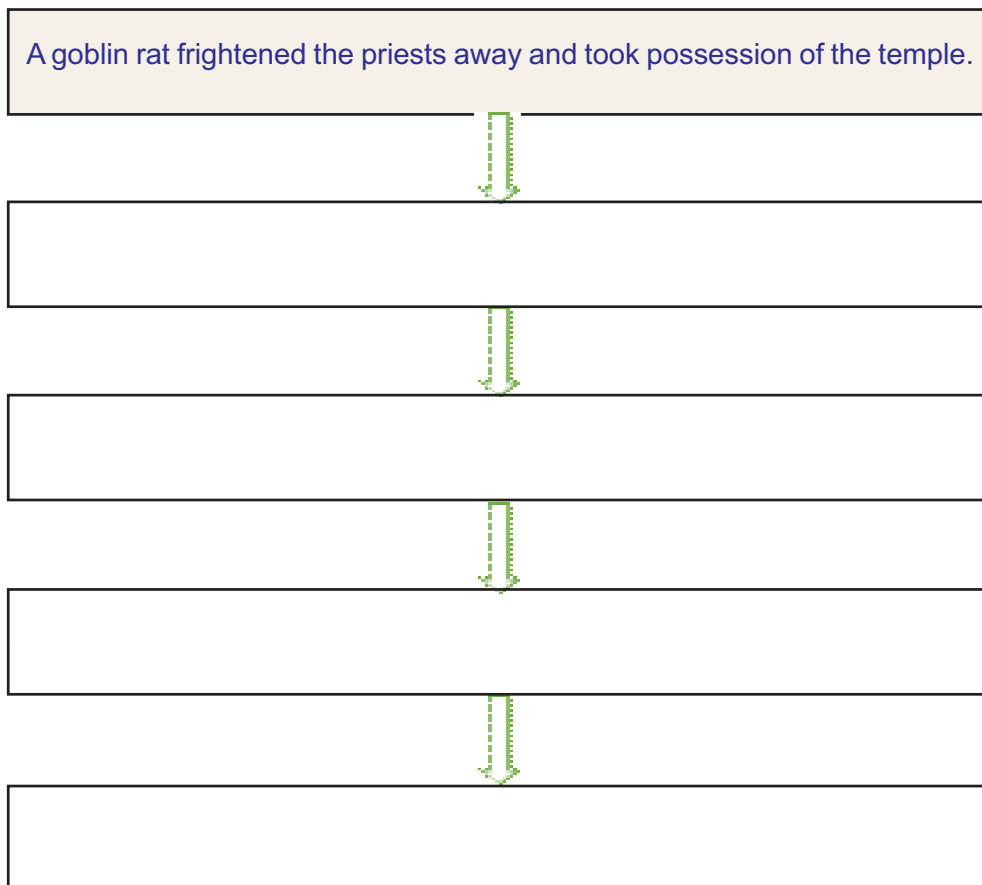 A goblin rat frightened the priests away and took possession of the temple.